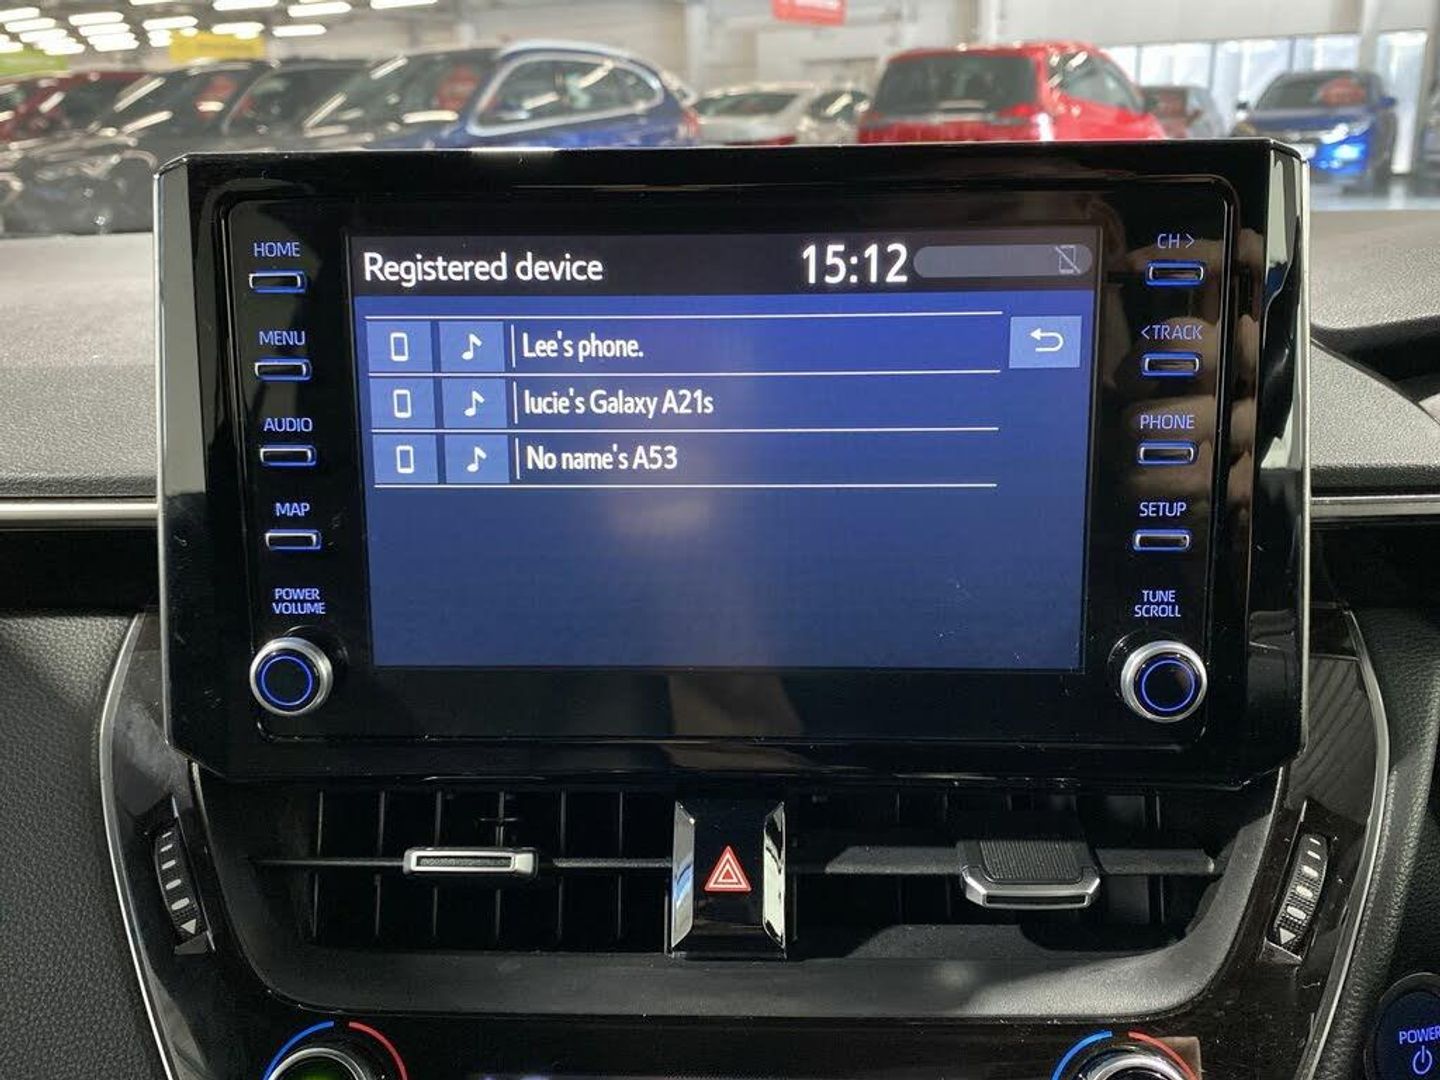 HOME
MENU
AUDIO
MAP
POWER
VOLUME
Registered device
15:12
Lee's phone.
lucie's Galaxy A21s
No name's A53
CH >
< TRACK
PHONE
SETUP
TUNE
SCROLL
POWER